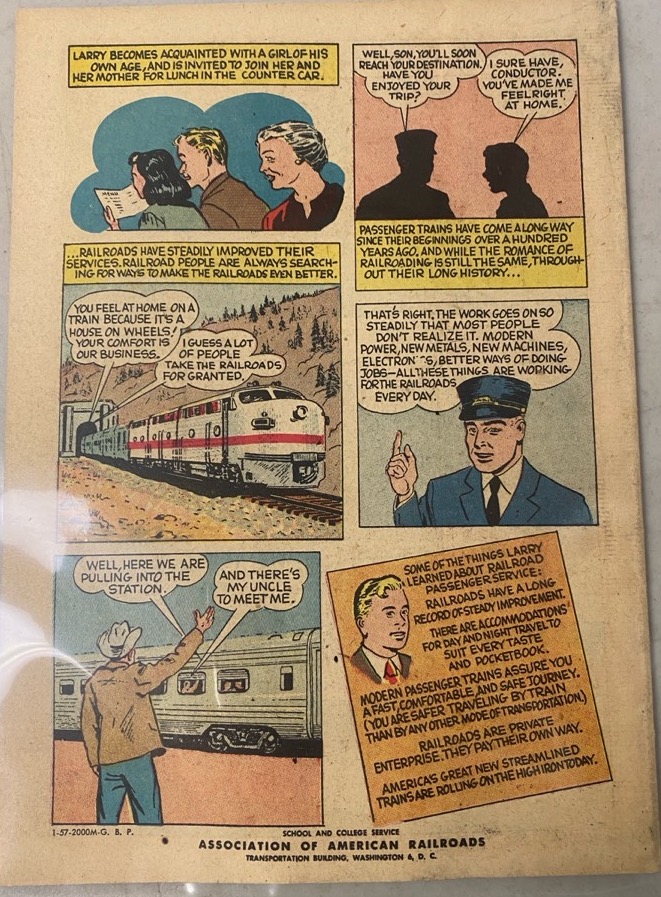 LARRY BECOMES ACQUAINTED WITH A GIRL OF HIS
OWN AGE, AND IS INVITED TO JOIN HER AND
HER MOTHER FOR LUNCH IN THE COUNTER CAR.
MENU
WELL, SON, YOU'LL SOON
REACH YOUR DESTINATION.
HAVE YOU
ENJOYED YOUR
TRIP?
I SURE HAVE,
CONDUCTOR.
YOU'VE MADE ME
FEEL RIGHT
AT HOME.
PASSENGER TRAINS HAVE COME A LONG WAY
SINCE THEIR BEGINNINGS OVER A HUNDRED
YEARS AGO, AND WHILE THE ROMANCE OF
RAILROADING IS STILL THE SAME, THROUGH-
OUT THEIR LONG HISTORY...
...RAILROADS HAVE STEADILY IMPROVED THEIR
SERVICES. RAILROAD PEOPLE ARE ALWAYS SEARCH-
ING FOR WAYS TO MAKE THE RAILROADS EVEN BETTER.
YOU FEEL AT HOME ON A
TRAIN BECAUSE IT'S A
HOUSE ON WHEELS!
YOUR COMFORT IS
OUR BUSINESS.
I GUESS A LOT
OF PEOPLE
TAKE THE RAILROADS
FOR GRANTED.
THAT'S RIGHT. THE WORK GOES ON SO
STEADILY THAT MOST PEOPLE
DON'T REALIZE IT. MODERN
POWER, NEW METALS, NEW MACHINES,
BETTER WAYS OF DOING
JOBS—ALL THESE THINGS ARE WORKING
FOR THE RAILROADS
EVERY DAY.
WELL, HERE WE ARE
PULLING INTO THE
STATION.
AND THERE'S
MY UNCLE
TO MEET ME.
SOME OF THE THINGS LARRY
LEARNED ABOUT RAILROAD
PASSENGER SERVICE:
RAILROADS HAVE A LONG
RECORD OF STEADY IMPROVEMENT.
THERE ARE ACCOMMODATIONS
FOR DAY AND NIGHT TRAVEL TO
SUIT EVERY TASTE
AND POCKETBOOK.
MODERN PASSENGER TRAINS ASSURE YOU
A FAST, COMFORTABLE, AND SAFE JOURNEY.
(YOU ARE SAFER TRAVELING BY TRAIN
THAN BY ANY OTHER MODE OF TRANSPORTATION.)
RAILROADS ARE PRIVATE
ENTERPRISE. THEY PAY THEIR OWN WAY.
AMERICA'S GREAT NEW STREAMLINED
TRAINS ARE ROLLING ON THE HIGH IRON TODAY.
1-57-2000M-G. B. P.
SCHOOL AND COLLEGE SERVICE
ASSOCIATION OF AMERICAN RAILROADS
TRANSPORTATION BUILDING, WASHINGTON 6, D. C.